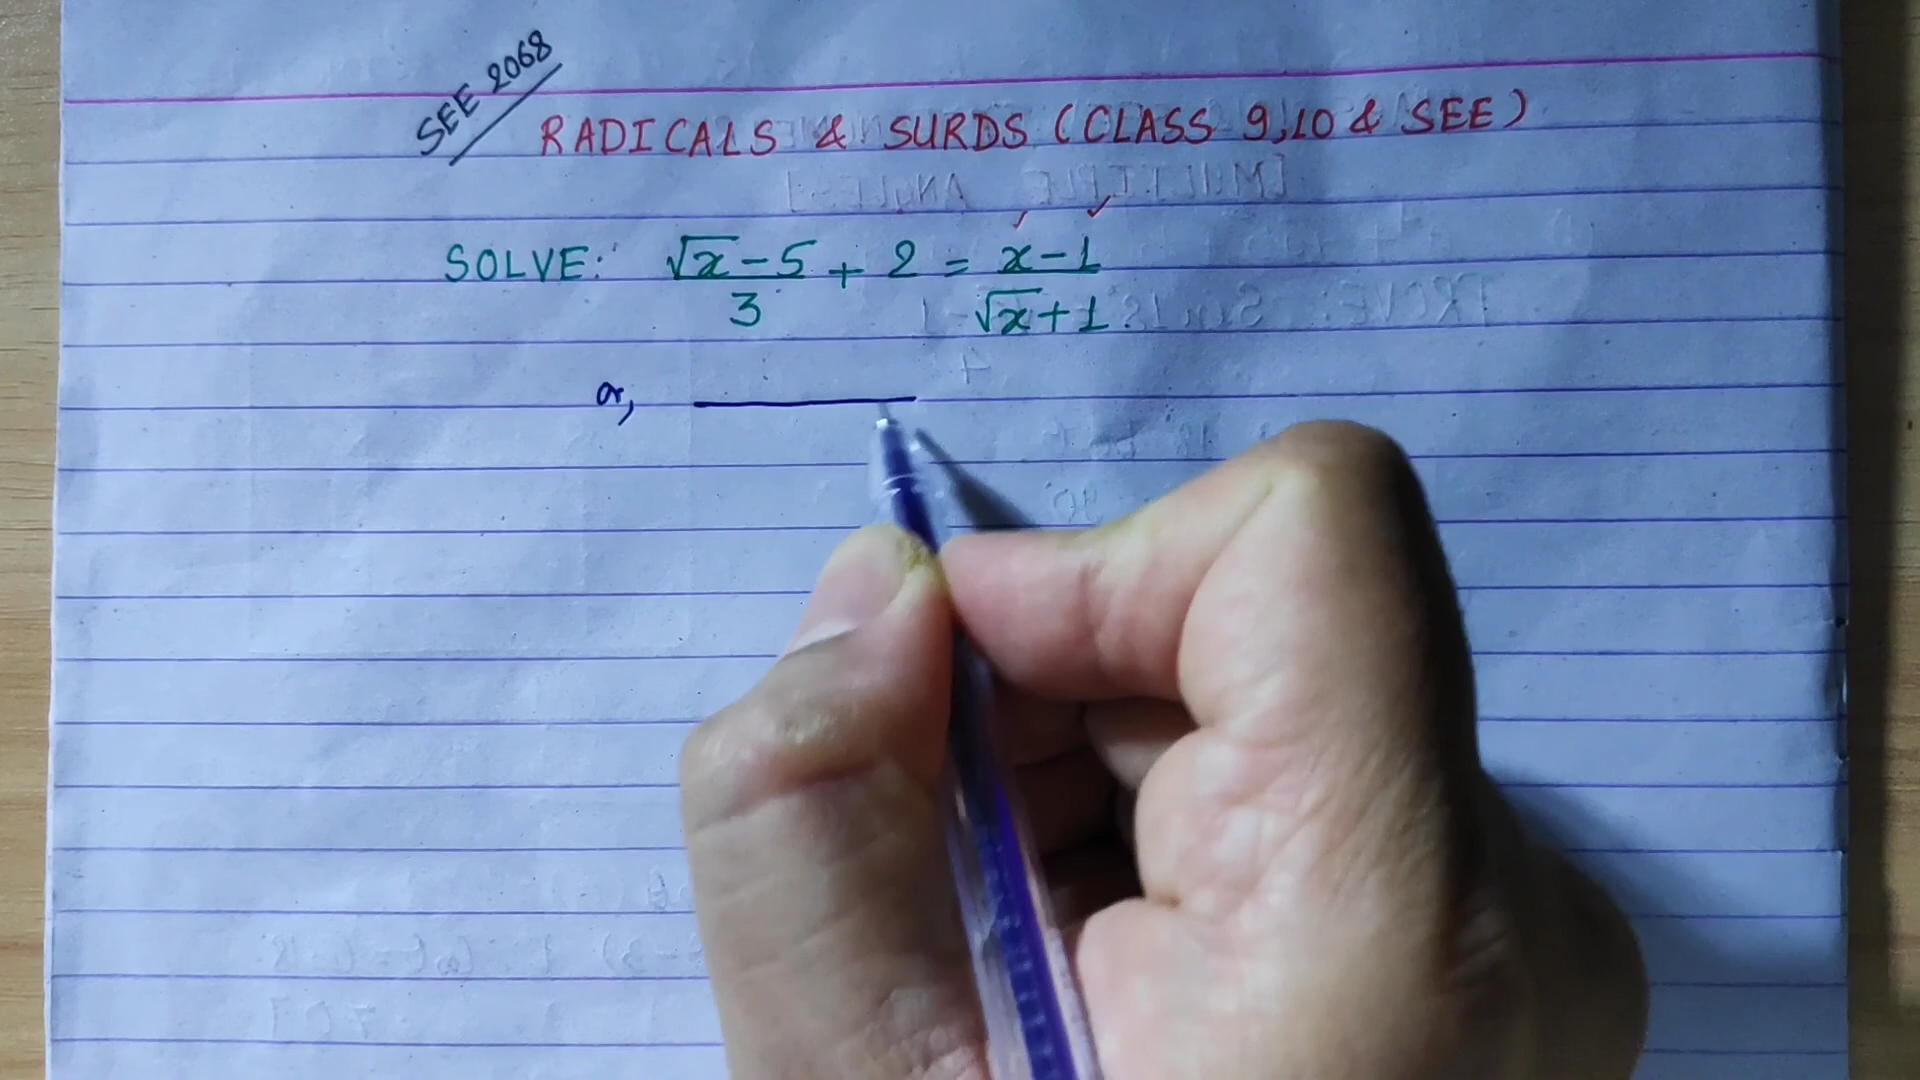 SEE 2068
RADICALS & SURDS (CLASS 9,10 & SEE)
SOLVE: (√x - 5)/3 + 2 = (x - 1)/(√x + 1)
or,